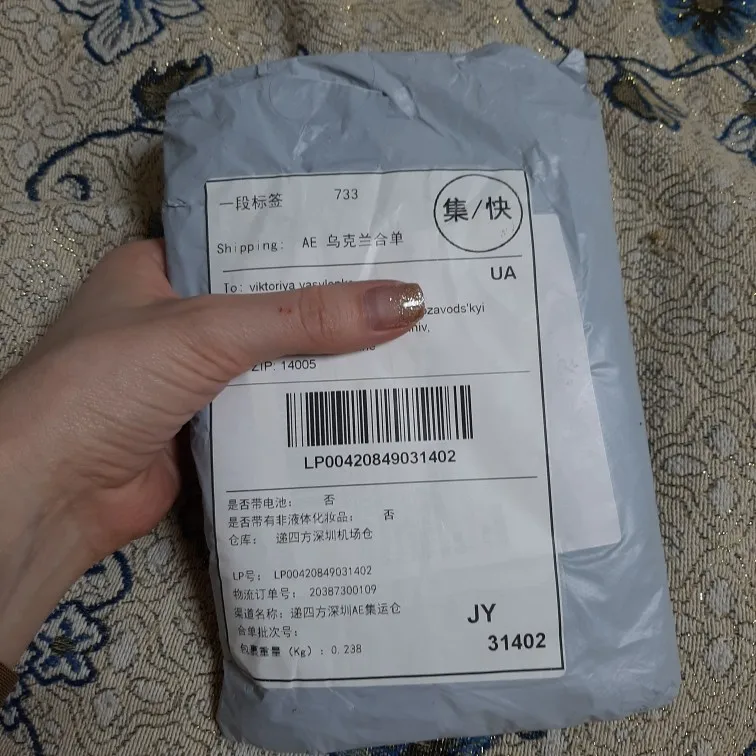 一段标签 733
集/快
Shipping: AE 乌克兰合单
UA
To: viktoriya
ozavods'kyi
niv,
ZIP: 14005
LP00420849031402
是否带电池: 否
是否带有非液体化妆品: 否
仓库: 递四方深圳机场仓
LP号: LP00420849031402
物流订单号: 20387300109
渠道名称: 递四方深圳AE集运仓
合单批次号:
包裹重量(Kg): 0.238
JY
31402